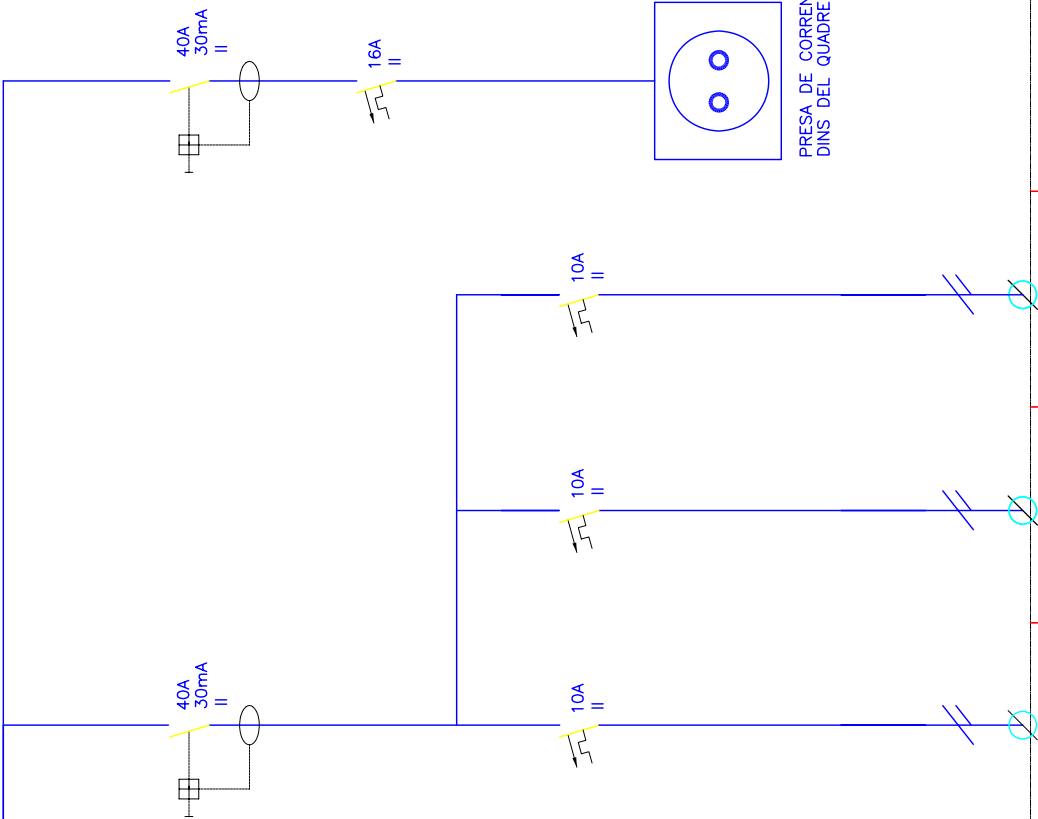 40A
30mA
II
16A
II
PRESA DE CORREN
DINS DEL QUADRE
10A
II
10A
II
40A
30mA
II
10A
II